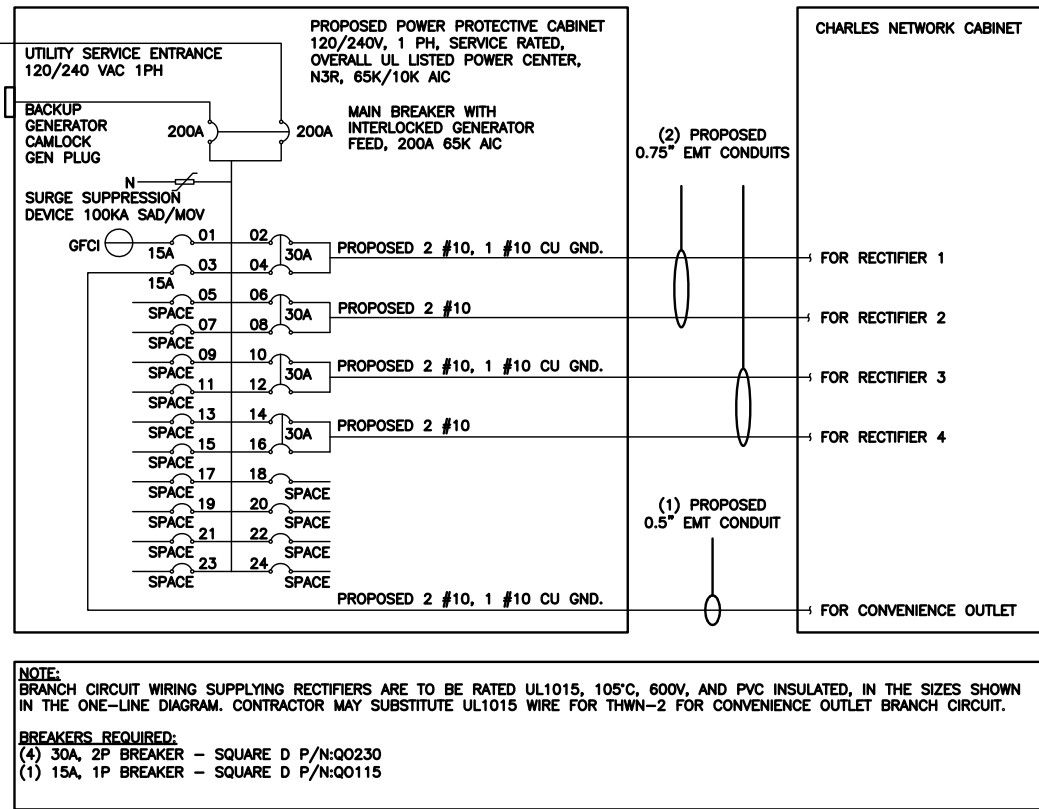 PROPOSED POWER PROTECTIVE CABINET
120/240V, 1 PH, SERVICE RATED,
OVERALL UL LISTED POWER CENTER,
N3R, 65K/10K AIC
CHARLES NETWORK CABINET
UTILITY SERVICE ENTRANCE
120/240 VAC 1PH
BACKUP
GENERATOR
CAMLOCK
GEN PLUG
200A
200A
MAIN BREAKER WITH
INTERLOCKED GENERATOR
FEED, 200A 65K AIC
(2) PROPOSED
0.75" EMT CONDUITS
N
SURGE SUPPRESSION
DEVICE 100KA SAD/MOV
GFCI
15A
01
02
30A
PROPOSED 2 #10, 1 #10 CU GND.
FOR RECTIFIER 1
15A
03
04
SPACE
05
06
30A
PROPOSED 2 #10
FOR RECTIFIER 2
SPACE
07
08
SPACE
09
10
30A
PROPOSED 2 #10, 1 #10 CU GND.
FOR RECTIFIER 3
SPACE
11
12
SPACE
13
14
30A
PROPOSED 2 #10
FOR RECTIFIER 4
SPACE
15
16
SPACE
17
18
SPACE
SPACE
19
20
SPACE
SPACE
21
22
SPACE
SPACE
23
24
SPACE
(1) PROPOSED
0.5" EMT CONDUIT
PROPOSED 2 #10, 1 #10 CU GND.
FOR CONVENIENCE OUTLET
NOTE:
BRANCH CIRCUIT WIRING SUPPLYING RECTIFIERS ARE TO BE RATED UL1015, 105°C, 600V, AND PVC INSULATED, IN THE SIZES SHOWN
IN THE ONE-LINE DIAGRAM. CONTRACTOR MAY SUBSTITUTE UL1015 WIRE FOR THWN-2 FOR CONVENIENCE OUTLET BRANCH CIRCUIT.
BREAKERS REQUIRED:
(4) 30A, 2P BREAKER - SQUARE D P/N:QO230
(1) 15A, 1P BREAKER - SQUARE D P/N:QO115